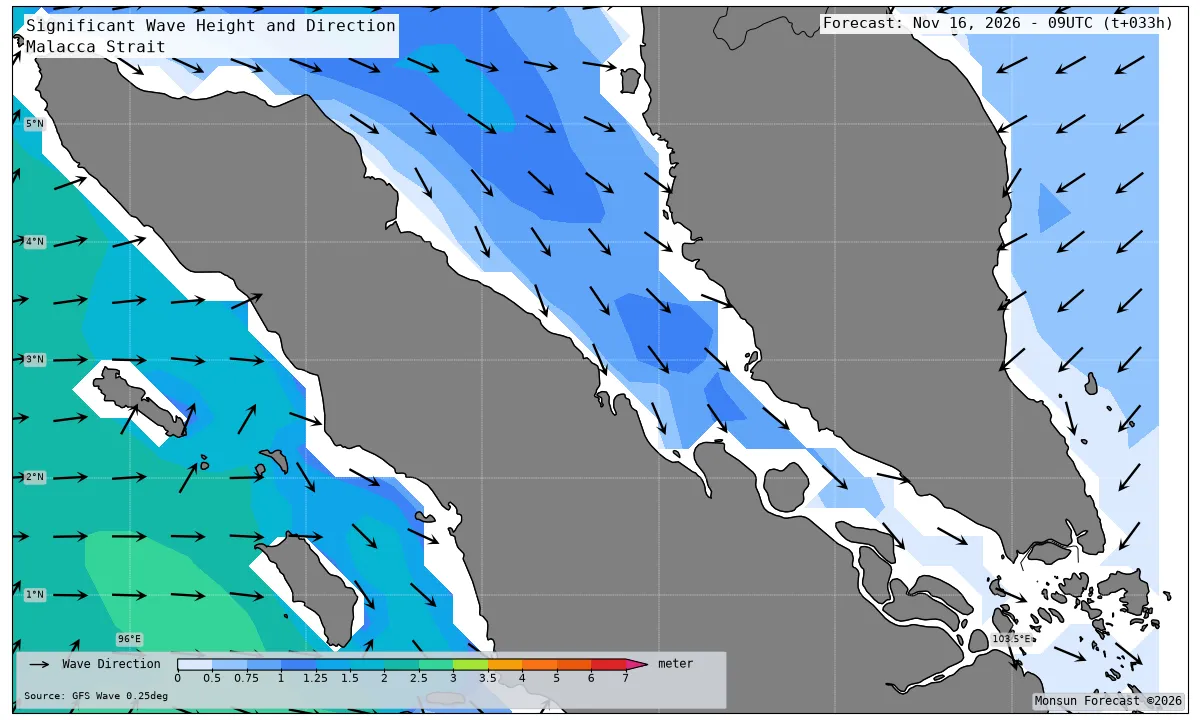 Significant Wave Height and Direction
Malacca Strait
Forecast: Nov 16, 2026 - 09UTC (t+033h)
5°N
4°N
3°N
2°N
1°N
96°E
103.5°E
Wave Direction
meter
0 0.5 0.75 1 1.25 1.5 2 2.5 3 3.5 4 5 6 7
Source: GFS Wave 0.25deg
Monsun Forecast ©2026